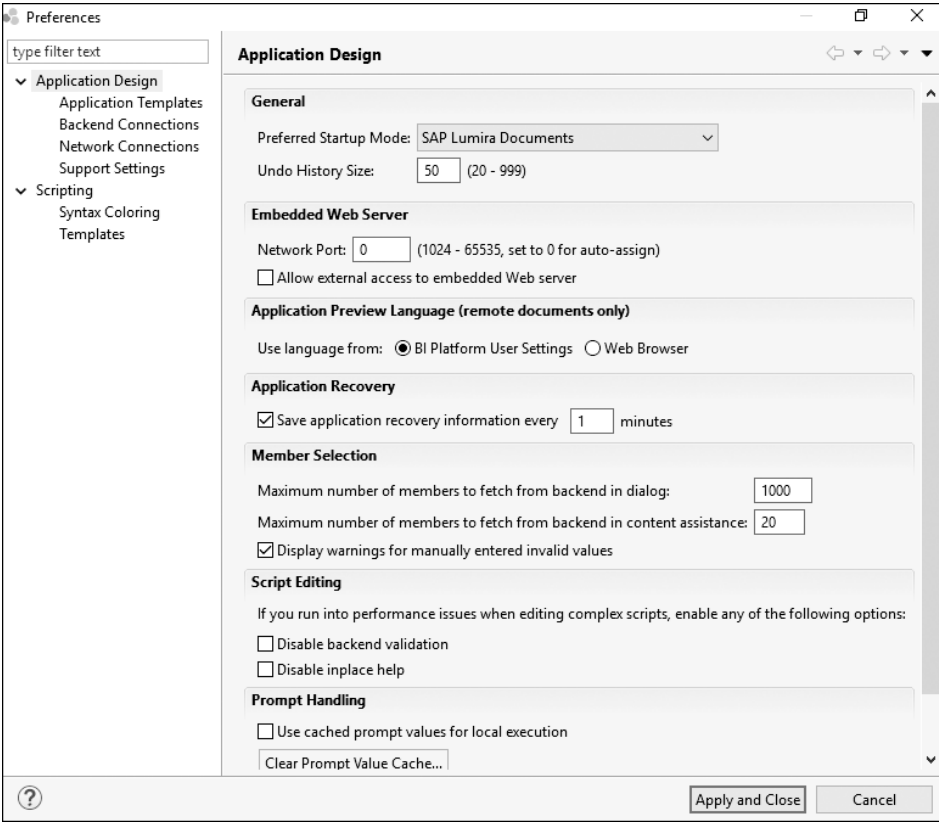 Preferences
type filter text
Application Design
Application Templates
Backend Connections
Network Connections
Support Settings
Scripting
Syntax Coloring
Templates
Application Design
General
Preferred Startup Mode: SAP Lumira Documents
Undo History Size: 50 (20 - 999)
Embedded Web Server
Network Port: 0 (1024 - 65535, set to 0 for auto-assign)
Allow external access to embedded Web server
Application Preview Language (remote documents only)
Use language from: BI Platform User Settings Web Browser
Application Recovery
Save application recovery information every 1 minutes
Member Selection
Maximum number of members to fetch from backend in dialog: 1000
Maximum number of members to fetch from backend in content assistance: 20
Display warnings for manually entered invalid values
Script Editing
If you run into performance issues when editing complex scripts, enable any of the following options:
Disable backend validation
Disable inplace help
Prompt Handling
Use cached prompt values for local execution
Clear Prompt Value Cache...
?
Apply and Close Cancel